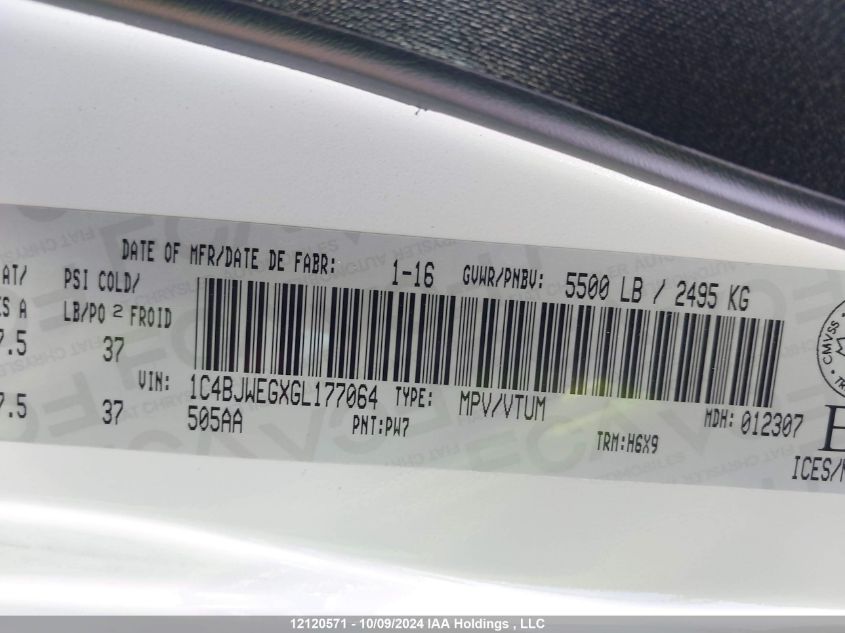 DATE OF MFR/DATE DE FABR: 1-16 GVWR/PNBV: 5500 LB / 2495 KG
AT/ PSI COLD/
ES A LB/PO 2 FROID
7.5 37
VIN: 1C4BJWEGXGL177064 TYPE: MPV/VTUM MDH: 012307
7.5 37 505AA PNT:PW7 TRM:H6X9
CMVSS
ICES/
12120571 - 10/09/2024 IAA Holdings , LLC